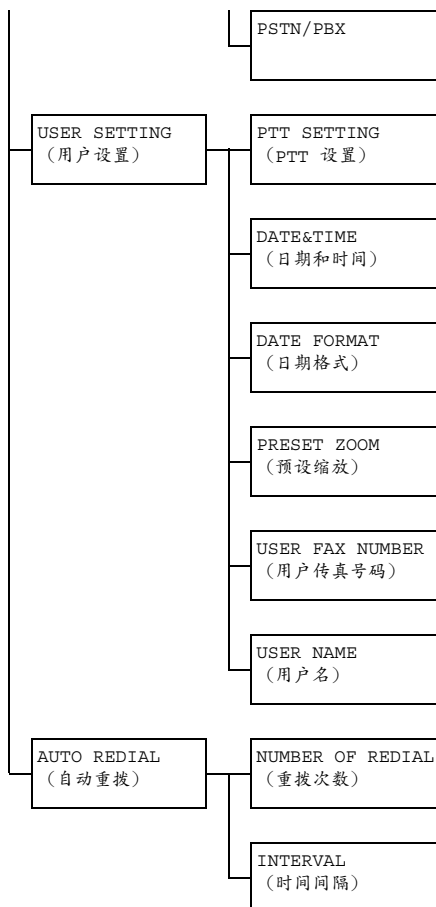 PSTN/PBX
USER SETTING
(用户设置)
PTT SETTING
(PTT 设置)
DATE&TIME
(日期和时间)
DATE FORMAT
(日期格式)
PRESET ZOOM
(预设缩放)
USER FAX NUMBER
(用户传真号码)
USER NAME
(用户名)
AUTO REDIAL
(自动重拨)
NUMBER OF REDIAL
(重拨次数)
INTERVAL
(时间间隔)